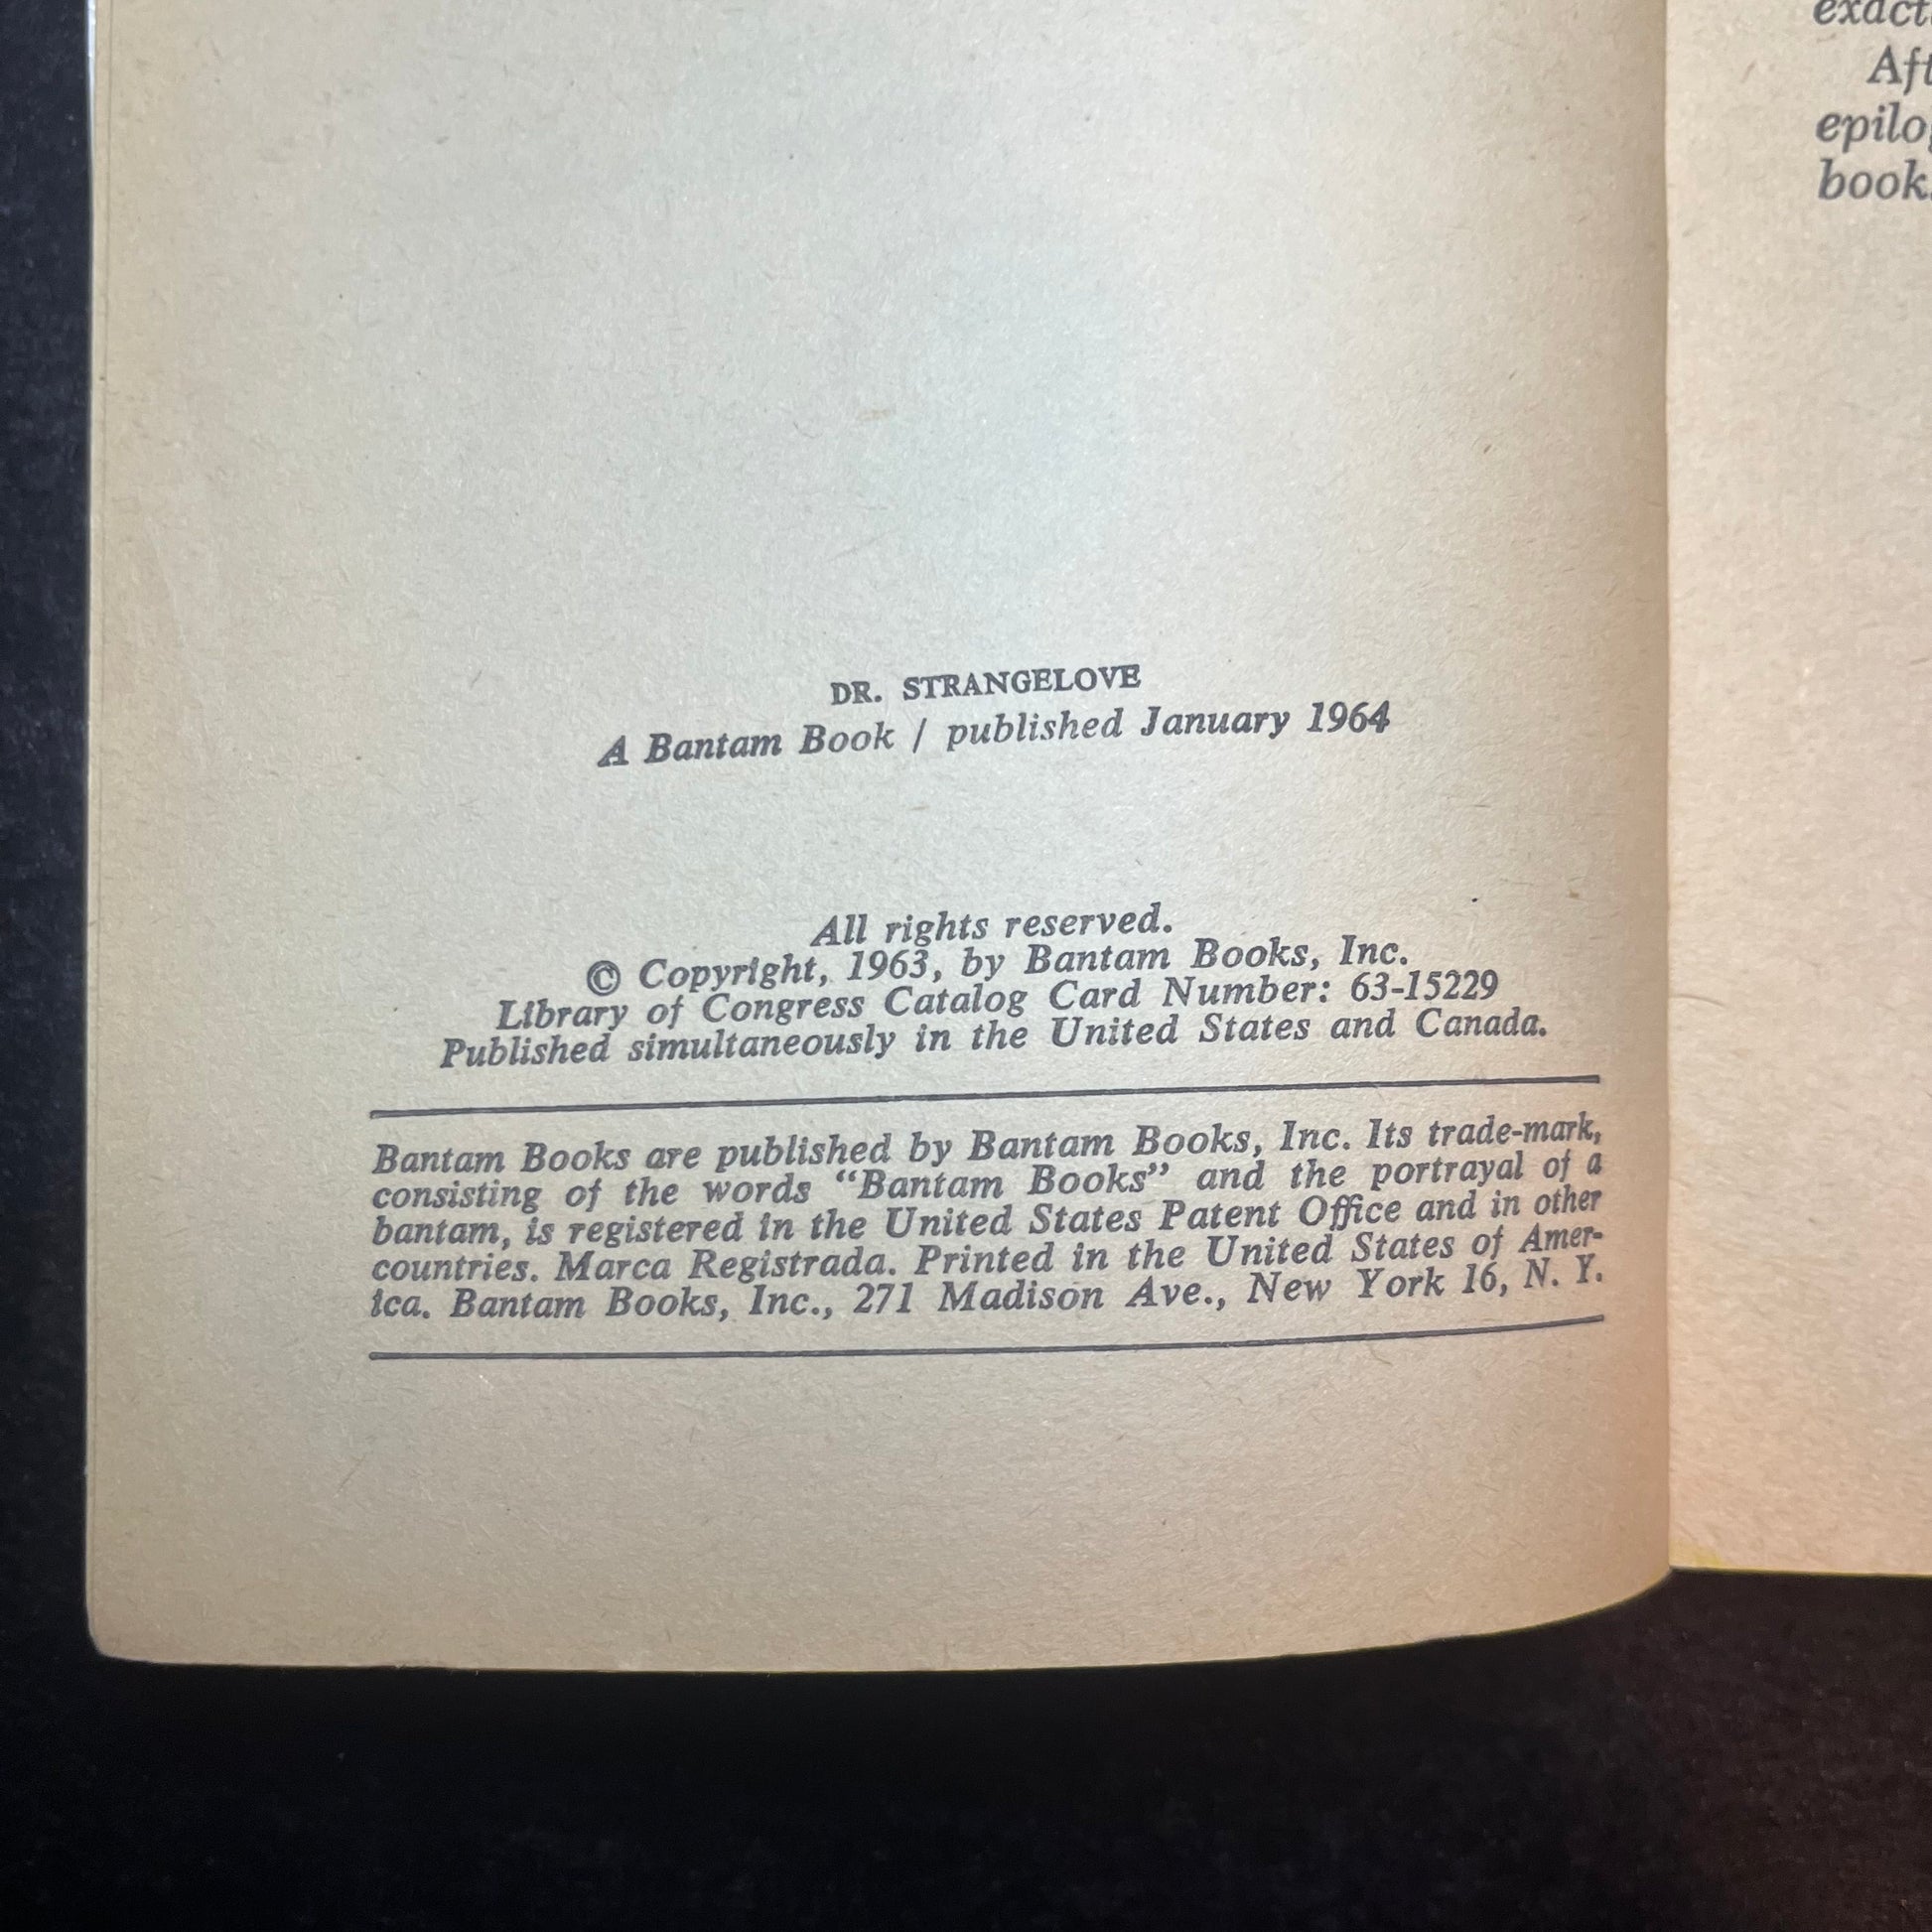 DR. STRANGELOVE
A Bantam Book / published January 1964
All rights reserved.
© Copyright, 1963, by Bantam Books, Inc.
Library of Congress Catalog Card Number: 63-15229
Published simultaneously in the United States and Canada.
Bantam Books are published by Bantam Books, Inc. Its trade-mark,
consisting of the words “Bantam Books” and the portrayal of a
bantam, is registered in the United States Patent Office and in other
countries. Marca Registrada. Printed in the United States of Amer-
ica. Bantam Books, Inc., 271 Madison Ave., New York 16, N. Y.